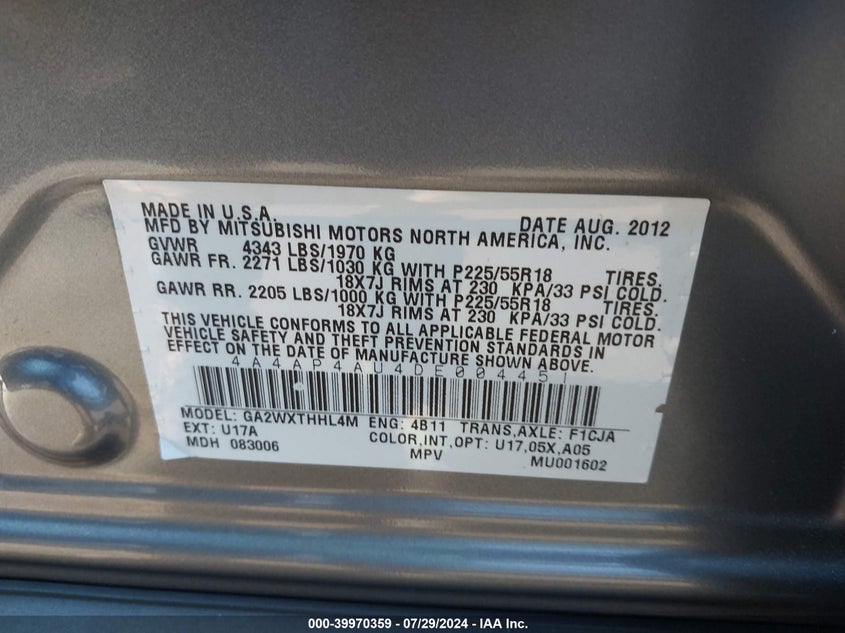 MADE IN U.S.A. DATE AUG. 2012
MFD BY MITSUBISHI MOTORS NORTH AMERICA, INC.
GVWR 4343 LBS/1970 KG
GAWR FR. 2271 LBS/1030 KG WITH P225/55R18 TIRES,
18X7J RIMS AT 230 KPA/33 PSI COLD.
GAWR RR. 2205 LBS/1000 KG WITH P225/55R18 TIRES,
18X7J RIMS AT 230 KPA/33 PSI COLD.
THIS VEHICLE CONFORMS TO ALL APPLICABLE FEDERAL MOTOR
VEHICLE SAFETY AND THEFT PREVENTION STANDARDS IN
EFFECT ON THE DATE OF MANUFACTURE SHOWN ABOVE.
4A4AP4AU4DE004451
MODEL: GA2WXTHHL4M ENG: 4B11 TRANS,AXLE: F1CJA
EXT: U17A COLOR,INT,OPT: U17,05X,A05
MDH 083006 MPV MU001602
000-39970359 / 07/29/2024 - IAA Inc.